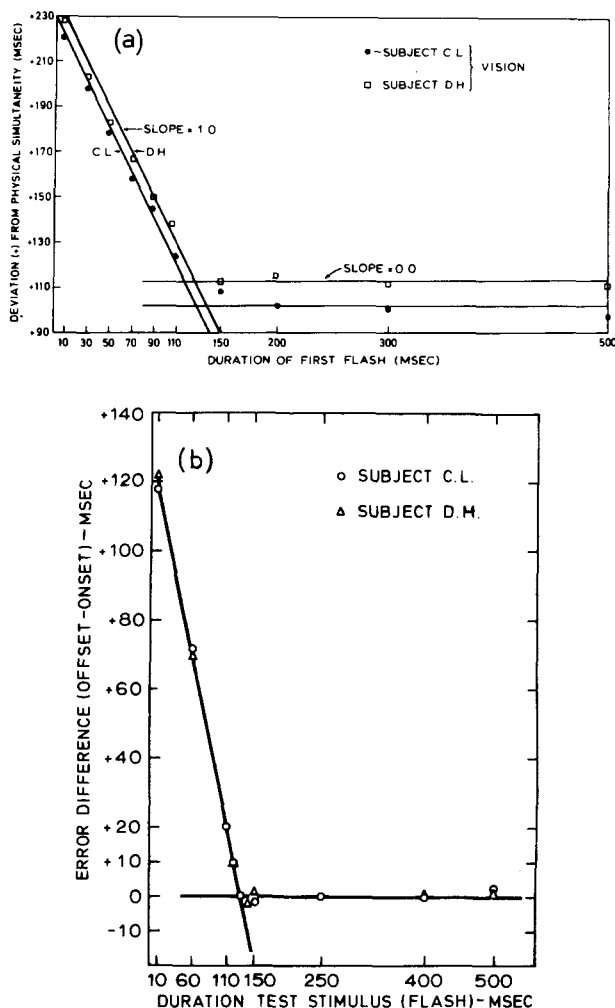 (a)
DEVIATION (+) FROM PHYSICAL SIMULTANEITY (MSEC)
+230
+210
+190
+170
+150
+130
+110
+90
●-SUBJECT C.L.
□ SUBJECT DH
VISION
SLOPE = 1.0
CL
DH
SLOPE = 0.0
10 30 50 70 90 110 150 200 300 500
DURATION OF FIRST FLASH (MSEC)
(b)
ERROR DIFFERENCE (OFFSET-ONSET)-MSEC
+140
+120
+100
+80
+60
+40
+20
+10
0
-10
○ SUBJECT C.L.
△ SUBJECT D.H.
10 60 110 150 250 400 500
DURATION TEST STIMULUS (FLASH)-MSEC